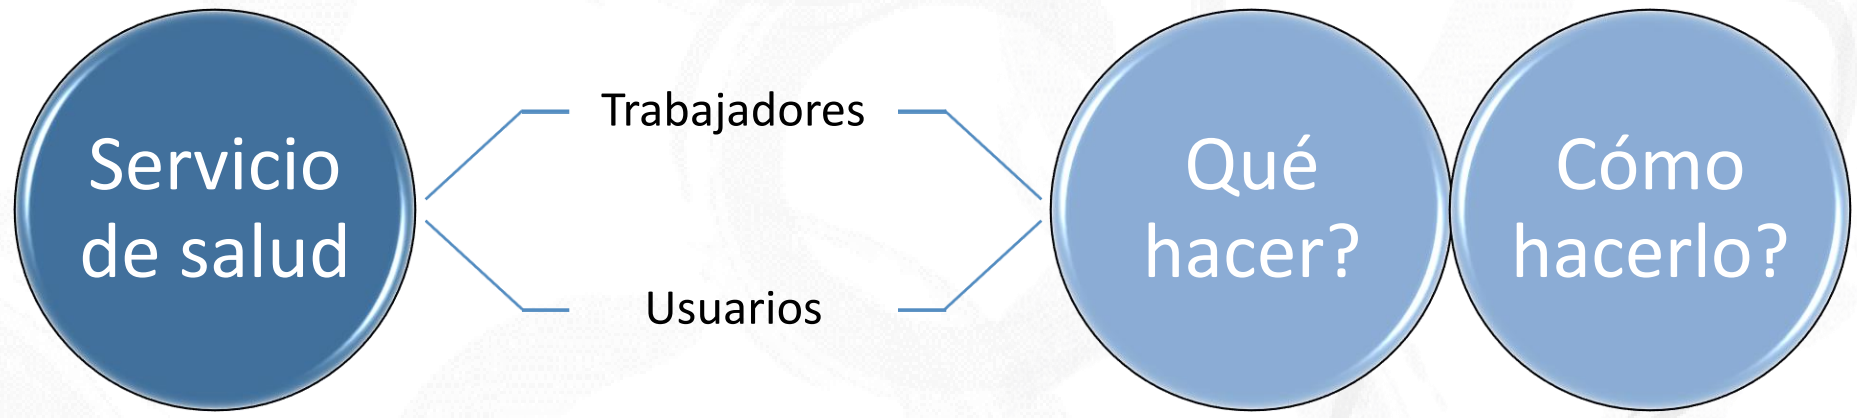 Servicio
de salud
Trabajadores
Usuarios
Qué
hacer?
Cómo
hacerlo?